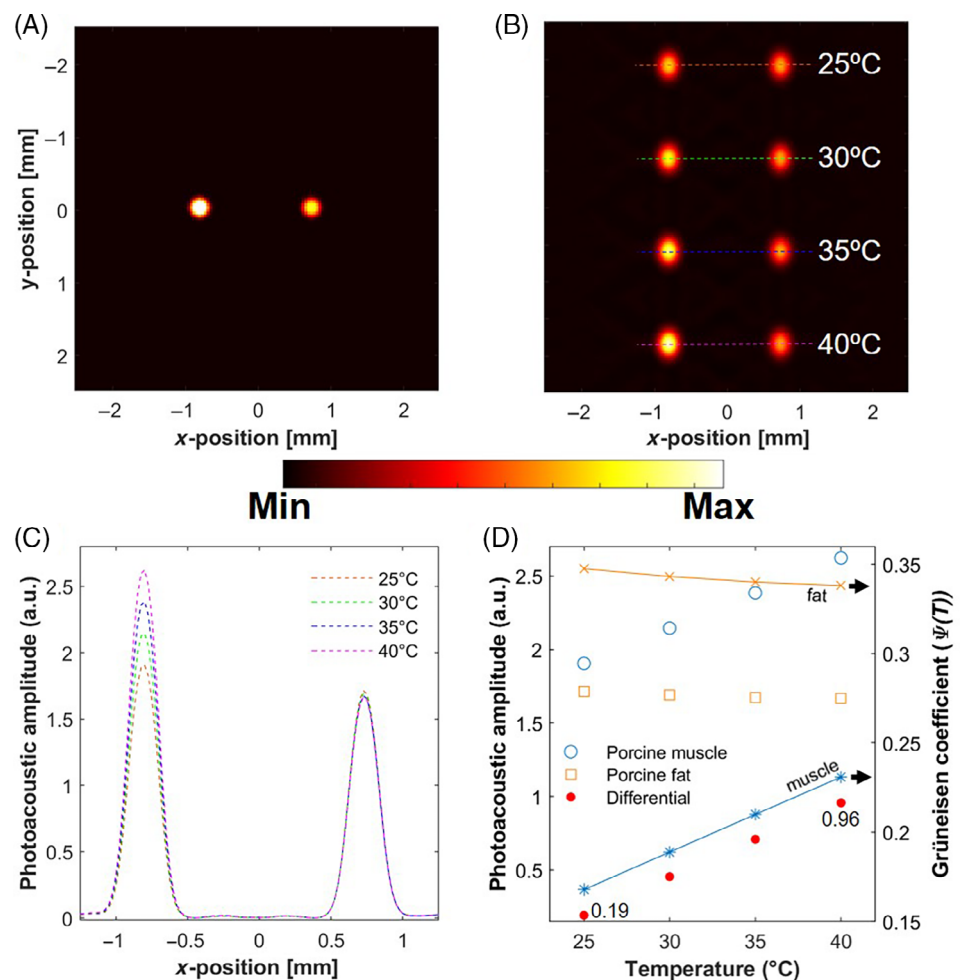 (A)
−2
−1
0
1
2
y-position [mm]
−2 −1 0 1 2
x-position [mm]
(B)
25ºC
30ºC
35ºC
40ºC
−2 −1 0 1 2
x-position [mm]
Min Max
(C)
2.5
2
1.5
1
0.5
0
Photoacoustic amplitude (a.u.)
25°C
30°C
35°C
40°C
−1 −0.5 0 0.5 1
x-position [mm]
(D)
2.5
2
1.5
1
0.5
Photoacoustic amplitude (a.u.)
fat
Porcine muscle
Porcine fat
Differential
muscle
0.96
0.19
0.35
0.3
0.25
0.2
0.15
Grüneisen coefficient (Ψ(T))
25 30 35 40
Temperature (°C)